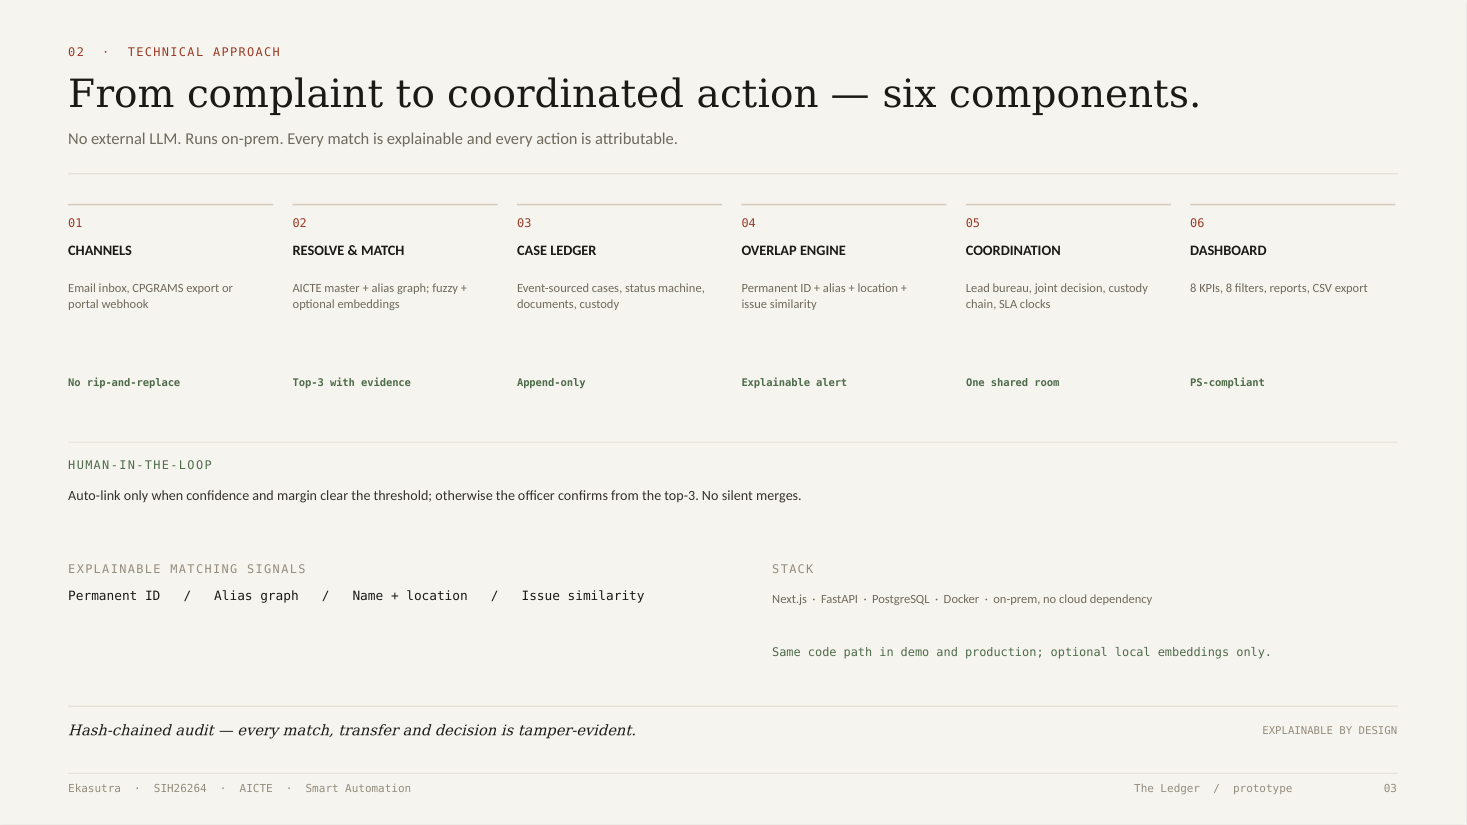 02 · TECHNICAL APPROACH
From complaint to coordinated action — six components.
No external LLM. Runs on-prem. Every match is explainable and every action is attributable.
01
CHANNELS
Email inbox, CPGRAMS export or
portal webhook
No rip-and-replace
02
RESOLVE & MATCH
AICTE master + alias graph; fuzzy +
optional embeddings
Top-3 with evidence
03
CASE LEDGER
Event-sourced cases, status machine,
documents, custody
Append-only
04
OVERLAP ENGINE
Permanent ID + alias + location +
issue similarity
Explainable alert
05
COORDINATION
Lead bureau, joint decision, custody
chain, SLA clocks
One shared room
06
DASHBOARD
8 KPIs, 8 filters, reports, CSV export
PS-compliant
HUMAN-IN-THE-LOOP
Auto-link only when confidence and margin clear the threshold; otherwise the officer confirms from the top-3. No silent merges.
EXPLAINABLE MATCHING SIGNALS
Permanent ID / Alias graph / Name + location / Issue similarity
STACK
Next.js · FastAPI · PostgreSQL · Docker · on-prem, no cloud dependency
Same code path in demo and production; optional local embeddings only.
Hash-chained audit — every match, transfer and decision is tamper-evident.
EXPLAINABLE BY DESIGN
Ekasutra · SIH26264 · AICTE · Smart Automation
The Ledger / prototype
03